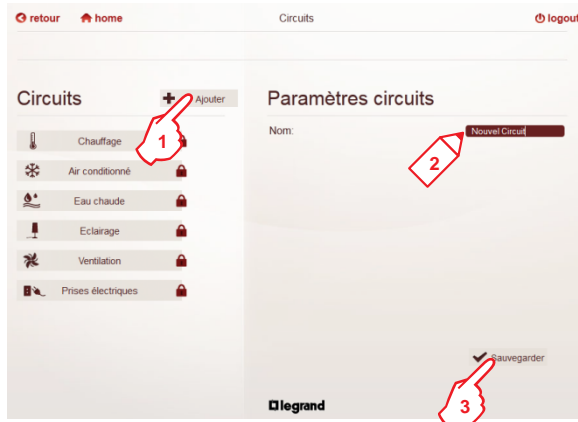 retour home Circuits logout
Circuits
Ajouter
Paramètres circuits
Nom: Nouvel Circuit
Chauffage
Air conditionné
Eau chaude
Eclairage
Ventilation
Prises électriques
1
2
Sauvegarder
3
legrand